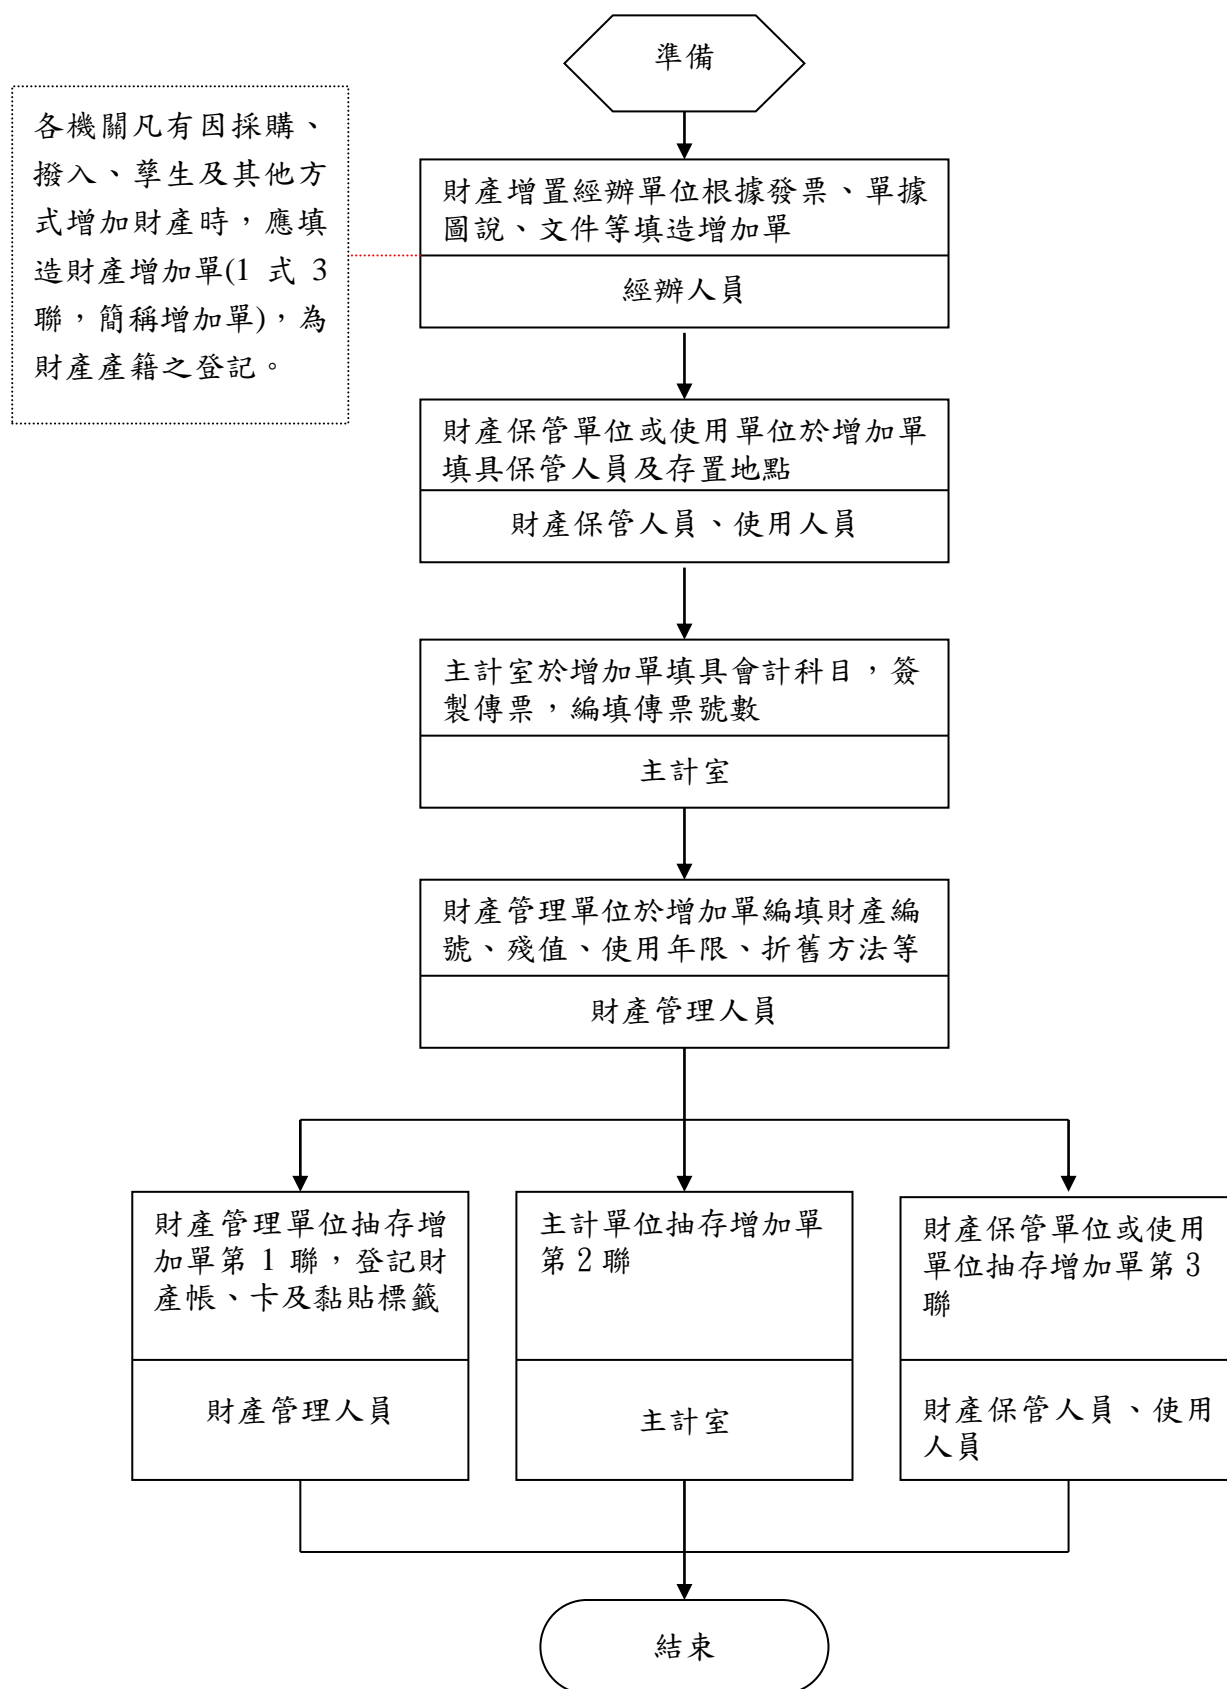 準備
各機關凡有因採購、
撥入、孳生及其他方
式增加財產時，應填
造財產增加單(1 式 3
聯，簡稱增加單)，為
財產產籍之登記。
財產增置經辦單位根據發票、單據
圖說、文件等填造增加單
經辦人員
財產保管單位或使用單位於增加單
填具保管人員及存置地點
財產保管人員、使用人員
主計室於增加單填具會計科目，簽
製傳票，編填傳票號數
主計室
財產管理單位於增加單編填財產編
號、殘值、使用年限、折舊方法等
財產管理人員
財產管理單位抽存增
加單第 1 聯，登記財
產帳、卡及黏貼標籤
財產管理人員
主計單位抽存增加單
第 2 聯
主計室
財產保管單位或使用
單位抽存增加單第 3
聯
財產保管人員、使用
人員
結束